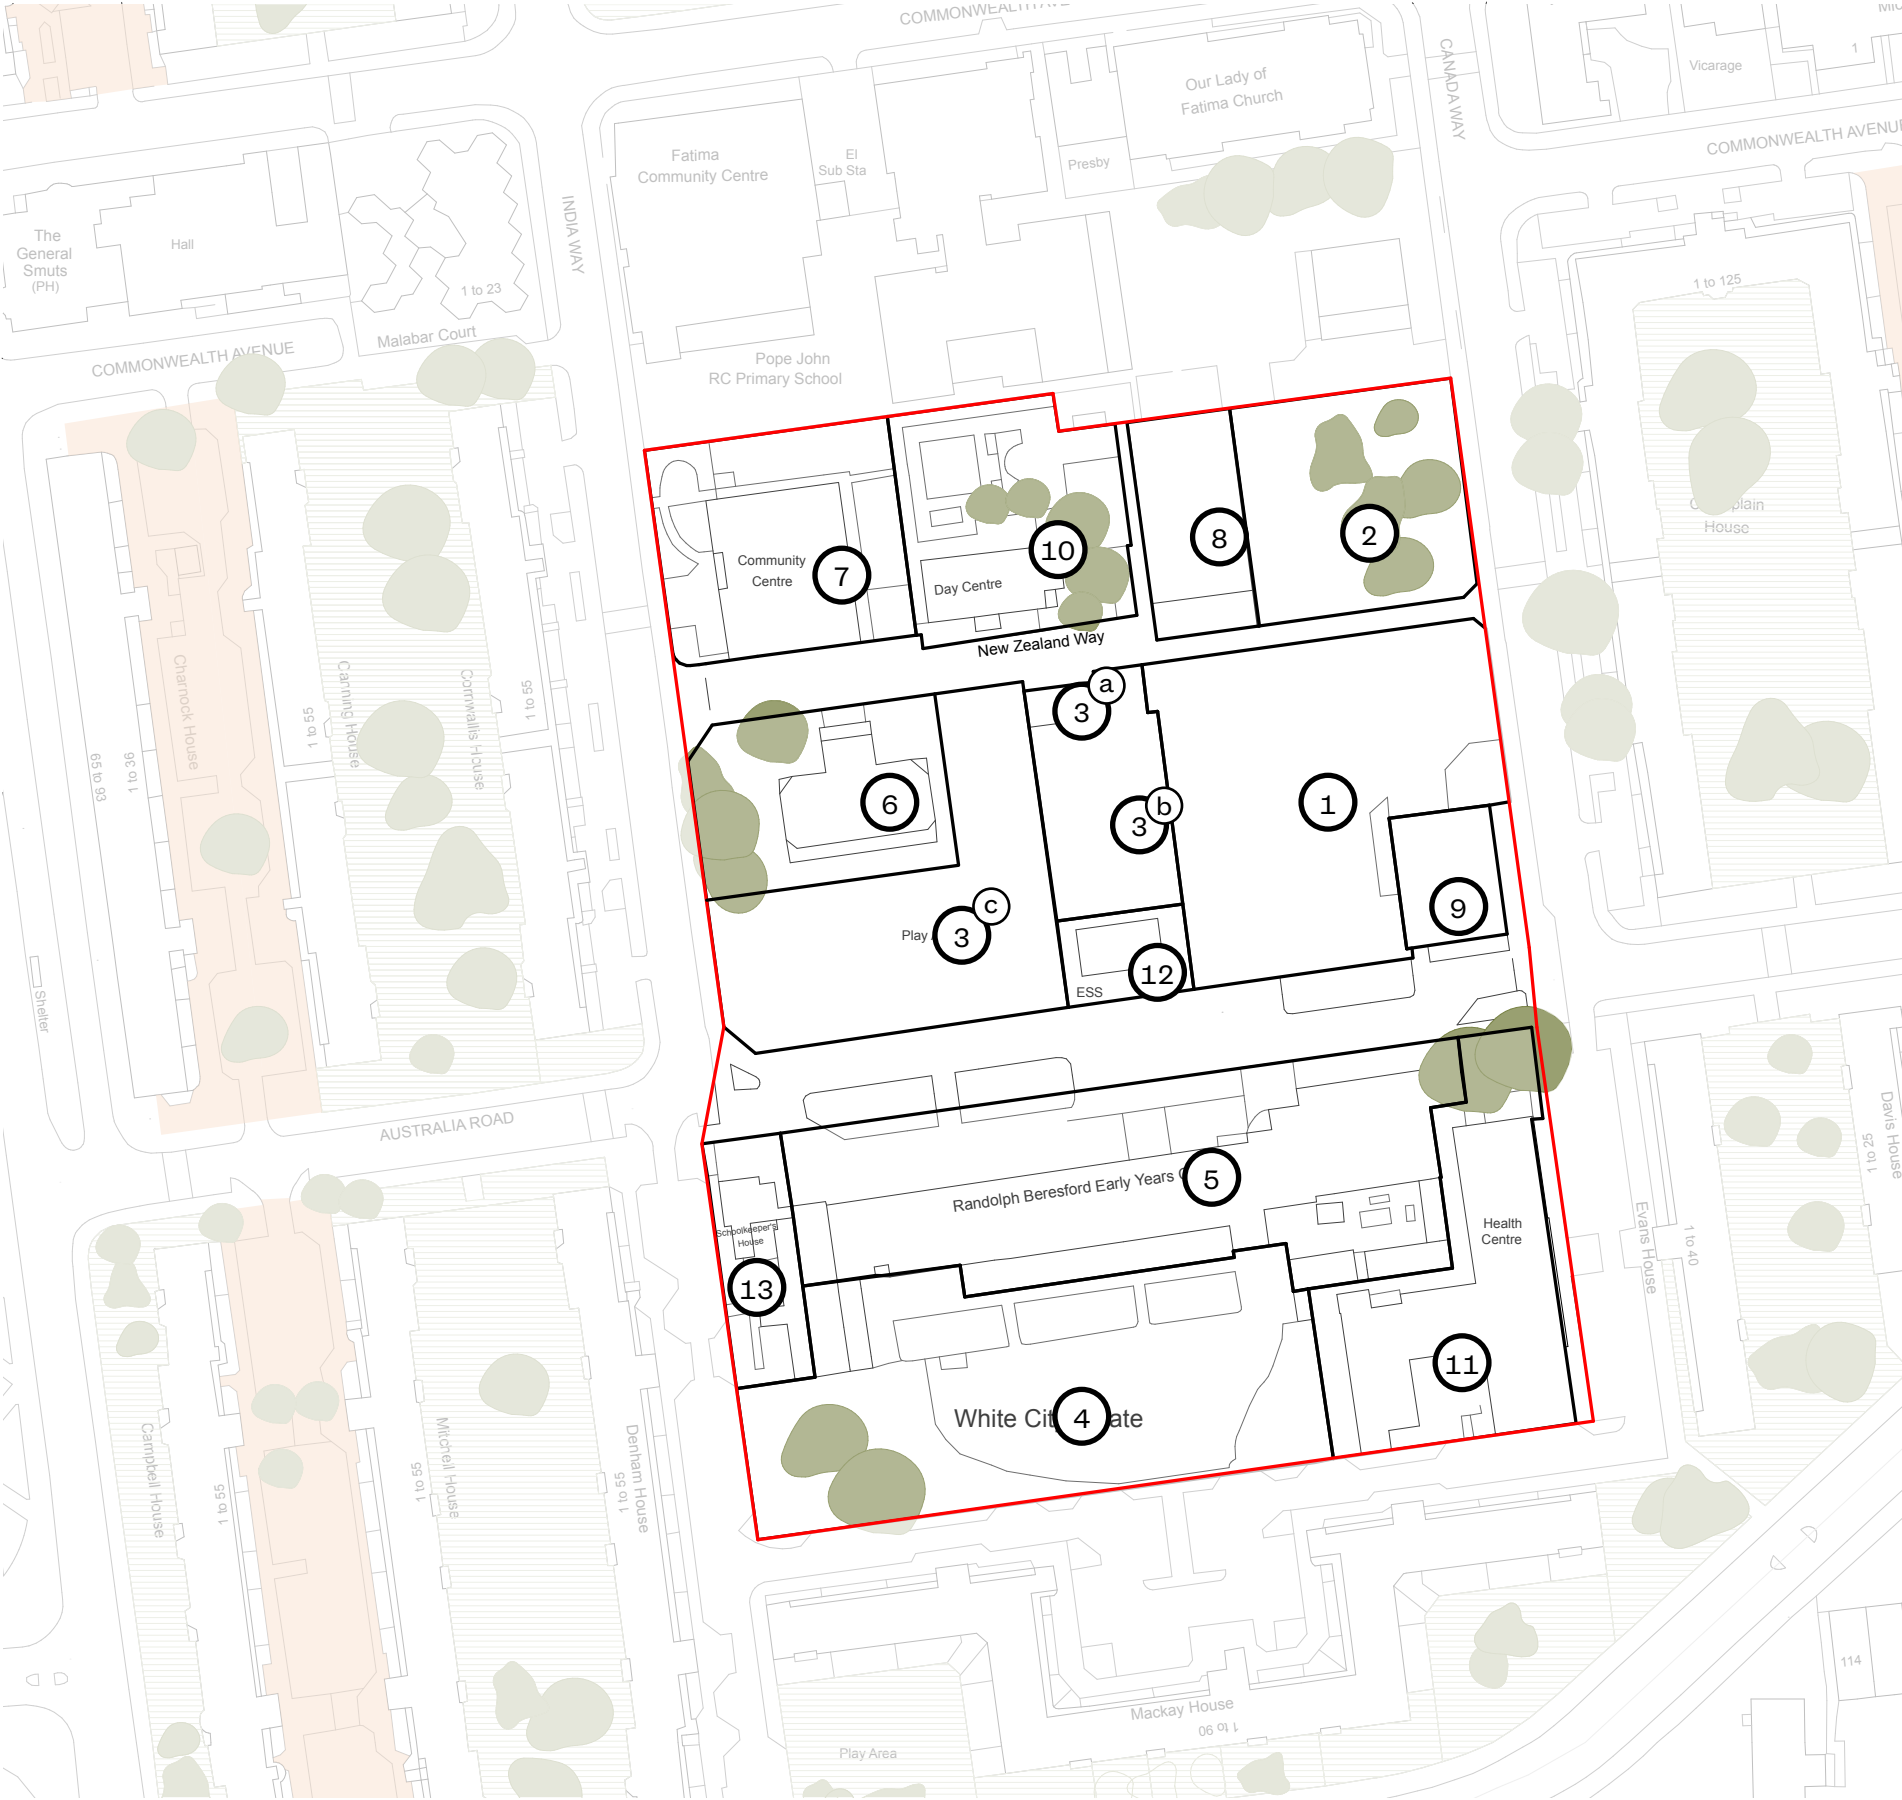 COMMONWEALTH
CANADA WAY
Vicarage
1
Our Lady of
Fatima Church
COMMONWEALTH AVENUE
Fatima
Community Centre
El
Sub Sta
Presby
INDIA WAY
The
General
Smuts
(PH)
Hall
1 to 23
Malabar Court
COMMONWEALTH AVENUE
Pope John
RC Primary School
1 to 125
House
Community
Centre
7
10
Day Centre
8
2
New Zealand Way
Charnock House
Canning House
Cornwallis House
1 to 55
1 to 55
65 to 93
1 to 36
3
a
6
3
b
1
9
Play
3
c
12
ESS
Shelter
AUSTRALIA ROAD
Davis House
1 to 25
Randolph Beresford Early Years
5
Schoolkeeper's
House
13
Health
Centre
Evans House
1 to 40
11
White City
4
ate
Campbell House
1 to 55
Mitchell House
1 to 55
Denham House
1 to 55
Mackay House
1 to 90
Play Area
114